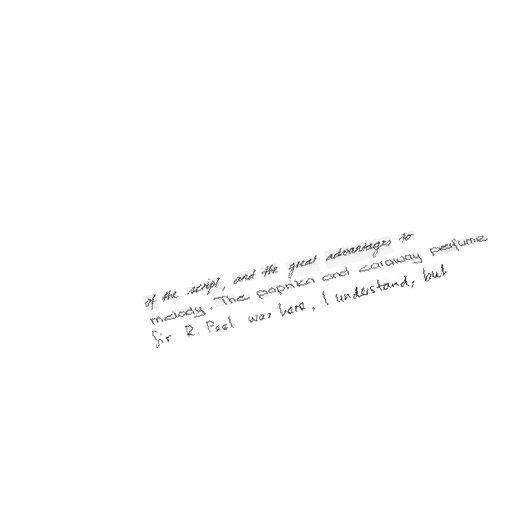 of the script, and the great advantages to
melody. The paprika and caraway perfume
Sir R. Peel was here, I understand, but